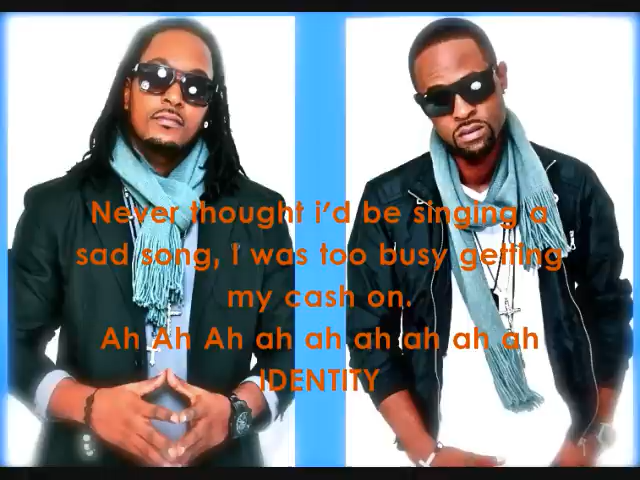 Never thought i'd be singing a
sad song, I was too busy getting
my cash on.
Ah Ah Ah ah ah ah ah ah ah
IDENTITY